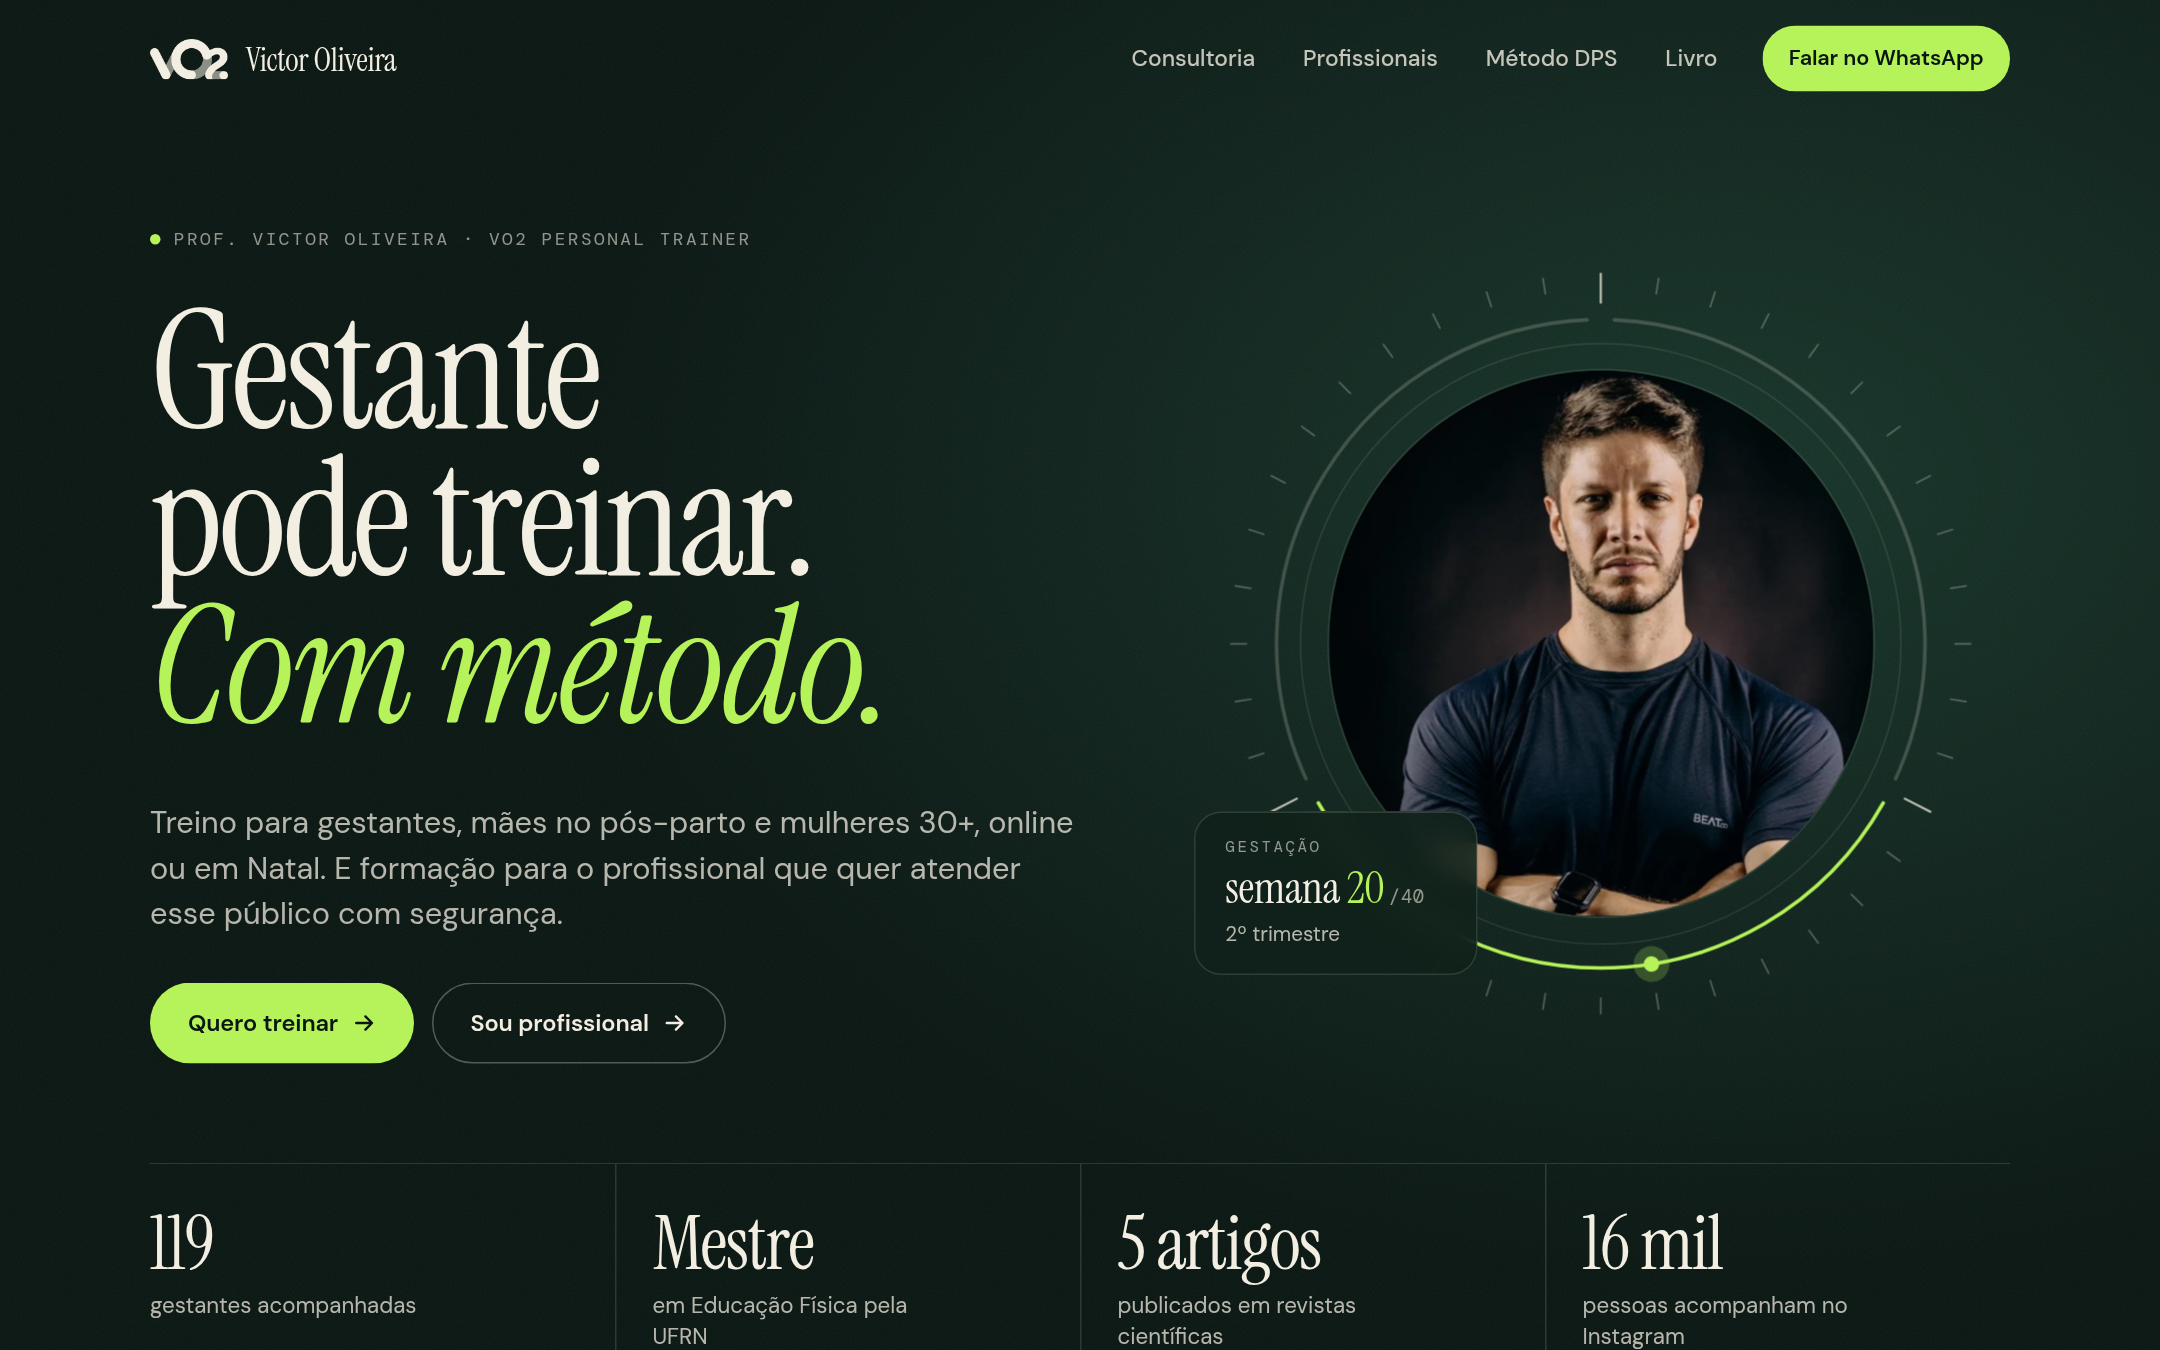 VO2 Victor Oliveira
Consultoria
Profissionais
Método DPS
Livro
Falar no WhatsApp
PROF. VICTOR OLIVEIRA · VO2 PERSONAL TRAINER
Gestante
pode treinar.
Com método.
Treino para gestantes, mães no pós-parto e mulheres 30+, online
ou em Natal. E formação para o profissional que quer atender
esse público com segurança.
Quero treinar →
Sou profissional →
BEAT
GESTAÇÃO
semana 20 /40
2º trimestre
119
gestantes acompanhadas
Mestre
em Educação Física pela
UFRN
5 artigos
publicados em revistas
científicas
16 mil
pessoas acompanham no
Instagram